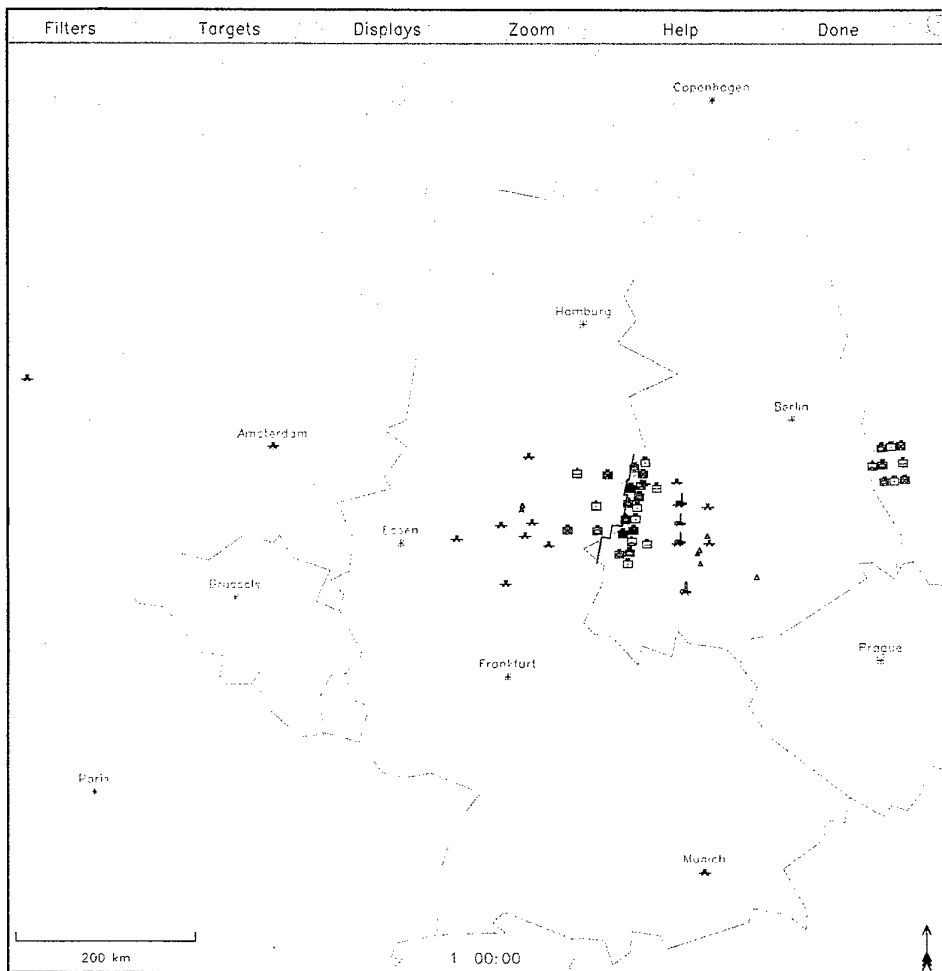 Filters Targets Displays Zoom Help Done
Copenhagen
Hamburg
Berlin
Amsterdam
Essen
Brussels
Prague
Frankfurt
Paris
Munich
200 km 1 00:00